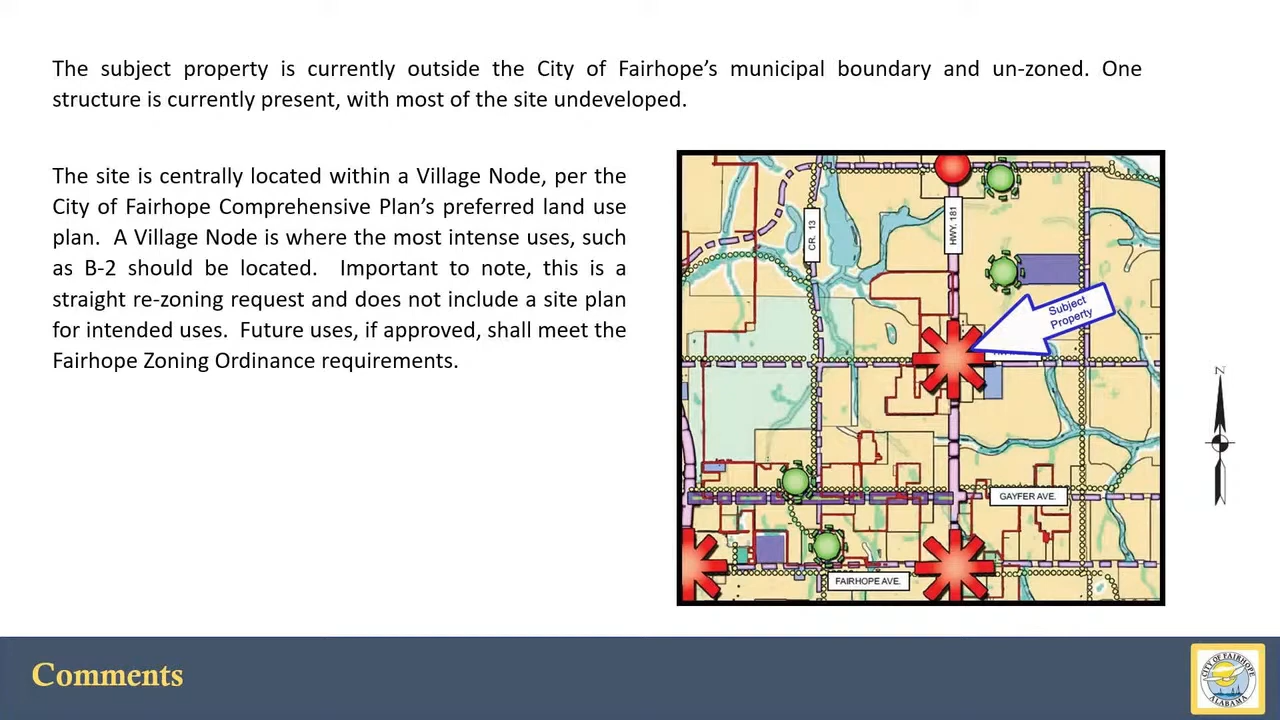 The subject property is currently outside the City of Fairhope’s municipal boundary and un-zoned. One
structure is currently present, with most of the site undeveloped.
The site is centrally located within a Village Node, per the
City of Fairhope Comprehensive Plan’s preferred land use
plan. A Village Node is where the most intense uses, such
as B-2 should be located. Important to note, this is a
straight re-zoning request and does not include a site plan
for intended uses. Future uses, if approved, shall meet the
Fairhope Zoning Ordinance requirements.
CR. 13
HWY. 181
Subject
Property
GAYFER AVE.
FAIRHOPE AVE.
N
Comments
CITY OF FAIRHOPE
ALABAMA